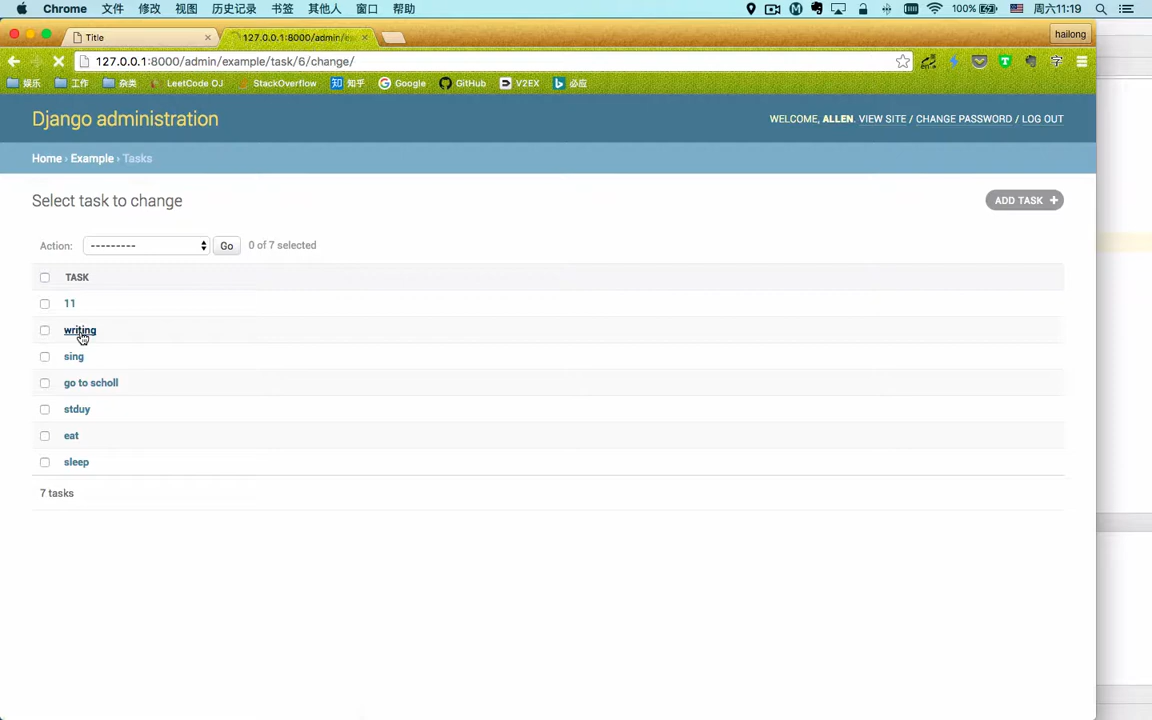 Chrome 文件 修改 视图 历史记录 书签 其他人 窗口 帮助 100% 周六11:19
Title 127.0.0.1:8000/admin/ex hailong
127.0.0.1:8000/admin/example/task/6/change/
娱乐 工作 杂类 LeetCode OJ StackOverflow 知 知乎 Google GitHub V2EX 必应
Django administration
WELCOME, ALLEN. VIEW SITE / CHANGE PASSWORD / LOG OUT
Home › Example › Tasks
Select task to change
ADD TASK +
Action: --------- Go 0 of 7 selected
TASK
11
writing
sing
go to scholl
stduy
eat
sleep
7 tasks